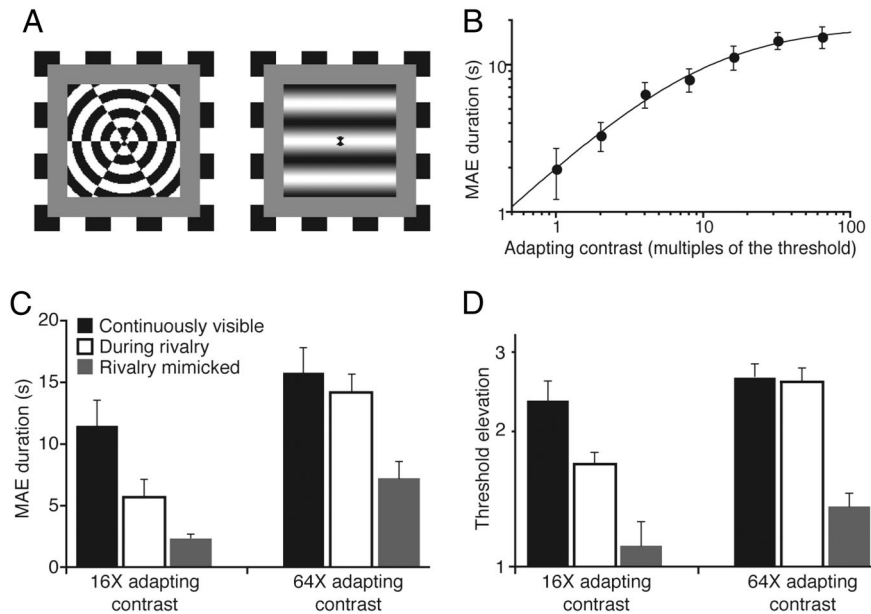 A
B
MAE duration (s)
10
1
1
10
100
Adapting contrast (multiples of the threshold)
C
Continuously visible
During rivalry
Rivalry mimicked
MAE duration (s)
20
15
10
5
0
16X adapting
contrast
64X adapting
contrast
D
Threshold elevation
3
2
1
16X adapting
contrast
64X adapting
contrast